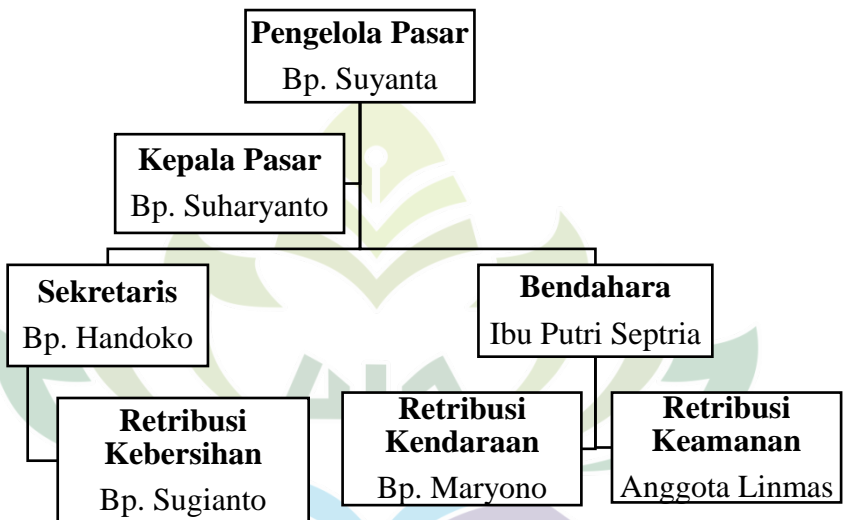 Pengelola Pasar
Bp. Suyanta
Kepala Pasar
Bp. Suharyanto
Sekretaris
Bp. Handoko
Bendahara
Ibu Putri Septria
Retribusi
Kebersihan
Bp. Sugianto
Retribusi
Kendaraan
Bp. Maryono
Retribusi
Keamanan
Anggota Linmas